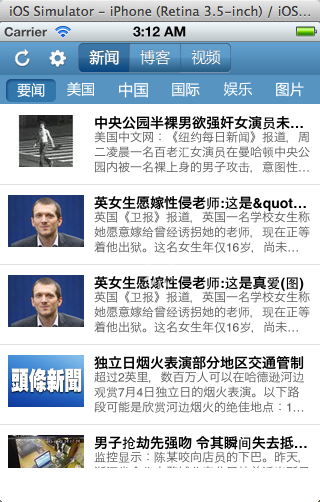 iOS Simulator - iPhone (Retina 3.5-inch) / iOS...
Carrier 3:12 AM
新闻 博客 视频
要闻 美国 中国 国际 娱乐 图片
中央公园半裸男欲强奸女演员未...
美国中文网：《纽约每日新闻》报道，周
二凌晨一名百老汇女演员在曼哈顿中央公
园内被一名裸上身的男子攻击，意图性...
英女生愿嫁性侵老师:这是&quot...
英国《卫报》报道，英国一名学校女生称
她愿意嫁给曾经诱拐她的老师，现在正等
着他出狱。这名女生年仅16岁，尚未...
英女生愿嫁性侵老师:这是真爱(图)
英国《卫报》报道，英国一名学校女生称
她愿意嫁给曾经诱拐她的老师，现在正等
着他出狱。这名女生年仅16岁，尚未...
頭條新聞
独立日烟火表演部分地区交通管制
超过2英里，数百万人可以在哈德逊河边
观赏7月4日独立日的烟火表演。以下路
段可能是欣赏河边烟火的绝佳地点：1...
男子抢劫先强吻 令其瞬间失去抵...
监控显示：陈某咬向店员的下巴。昨天，